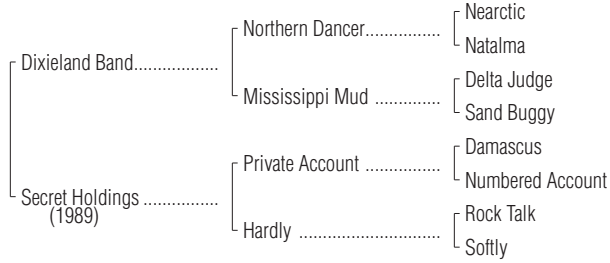 Nearctic
Northern Dancer.................
Natalma
Dixieland Band...................
Delta Judge
Mississippi Mud ...............
Sand Buggy
Damascus
Private Account .................
Numbered Account
Secret Holdings .................
(1989)
Rock Talk
Hardly ................................
Softly